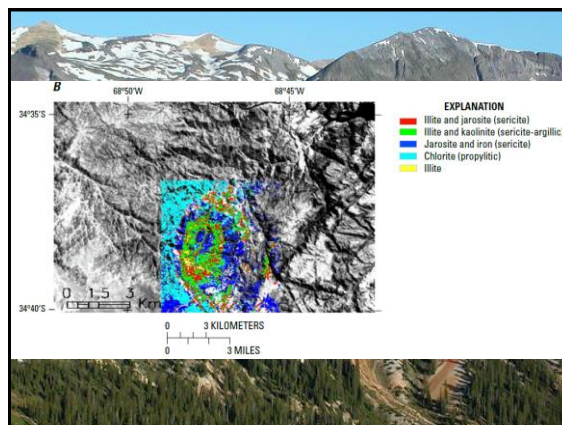 B
68°50'W 68°45'W
34°35'S
34°40'S
0 1.5 3
Km
0 3 KILOMETERS
0 3 MILES
EXPLANATION
Illite and jarosite (sericite)
Illite and kaolinite (sericite-argillic)
Jarosite and iron (sericite)
Chlorite (propylitic)
Illite